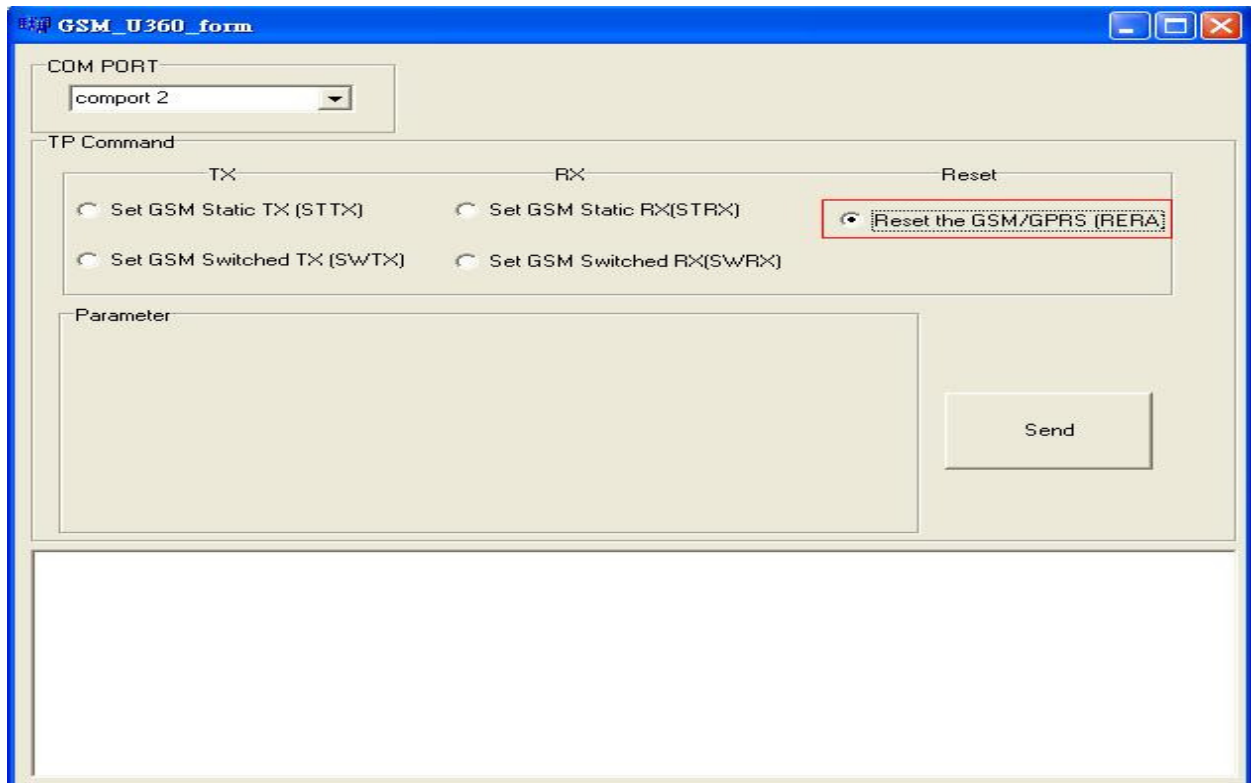 GSM_U360_form
COM PORT
comport 2
TP Command
TX RX Reset
Set GSM Static TX (STTX) Set GSM Static RX(STRX) Reset the GSM/GPRS (RERA)
Set GSM Switched TX (SWTX) Set GSM Switched RX(SWRX)
Parameter
Send